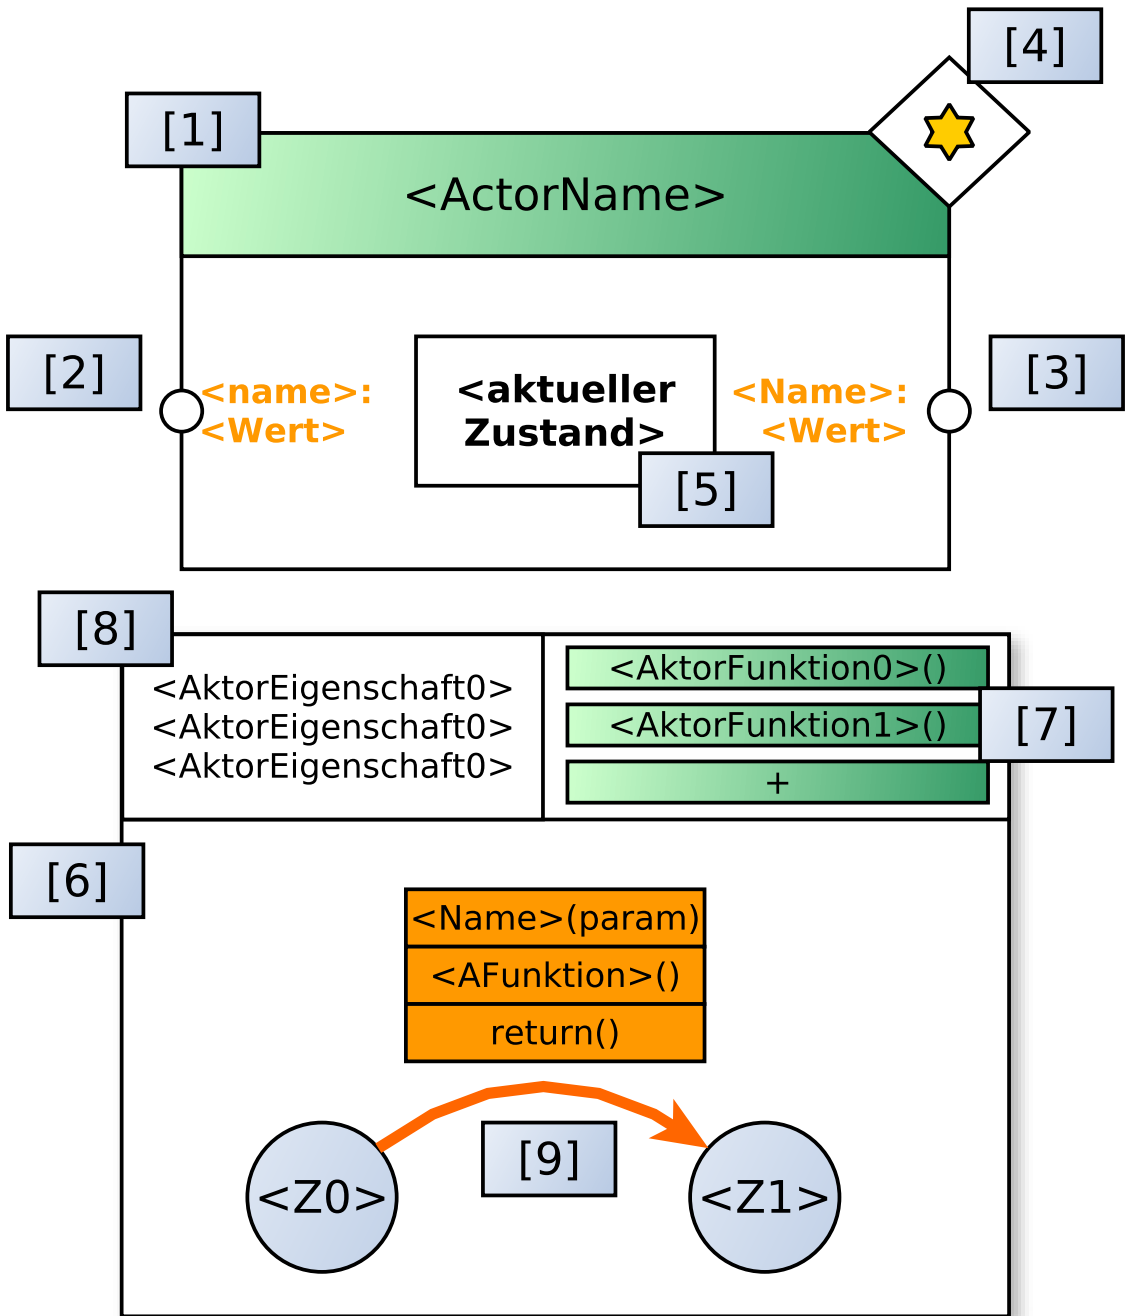 [4]
[1]
<ActorName>
[2]
[3]
<name>:
<Wert>
<aktueller
Zustand>
<Name>:
<Wert>
[5]
[8]
<AktorEigenschaft0>
<AktorEigenschaft0>
<AktorEigenschaft0>
<AktorFunktion0>()
<AktorFunktion1>()
+
[7]
[6]
<Name>(param)
<AFunktion>()
return()
[9]
<Z0>
<Z1>